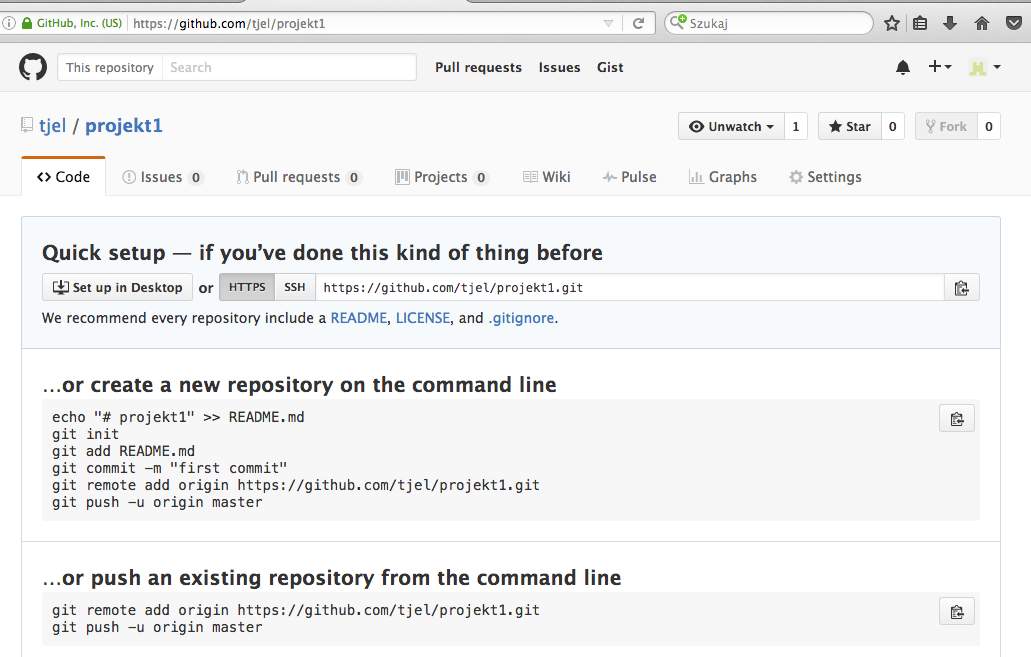 GitHub, Inc. (US) https://github.com/tjel/projekt1 Szukaj
This repository Search Pull requests Issues Gist
tjel / projekt1 Unwatch 1 Star 0 Fork 0
Code Issues 0 Pull requests 0 Projects 0 Wiki Pulse Graphs Settings
Quick setup — if you’ve done this kind of thing before
Set up in Desktop or HTTPS SSH https://github.com/tjel/projekt1.git
We recommend every repository include a README, LICENSE, and .gitignore.
…or create a new repository on the command line
echo "# projekt1" >> README.md
git init
git add README.md
git commit -m "first commit"
git remote add origin https://github.com/tjel/projekt1.git
git push -u origin master
…or push an existing repository from the command line
git remote add origin https://github.com/tjel/projekt1.git
git push -u origin master